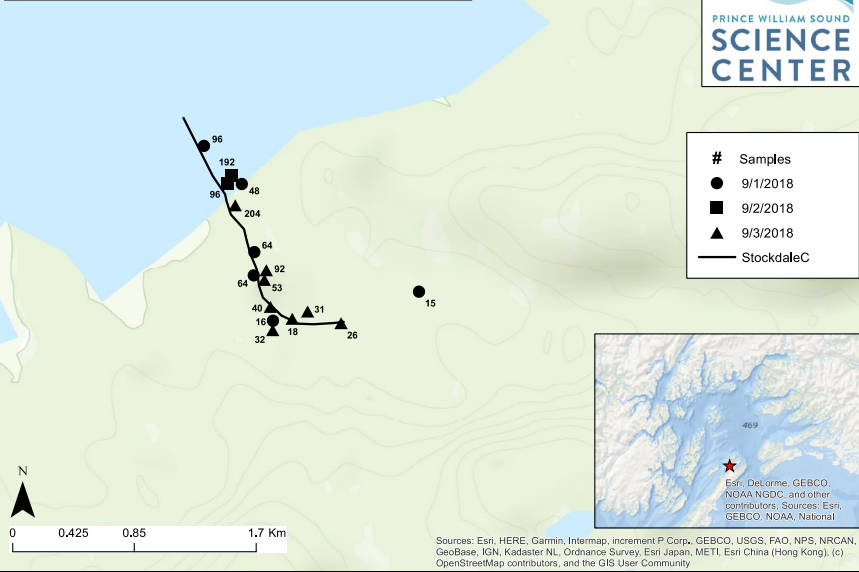 PRINCE WILLIAM SOUND
SCIENCE
CENTER
# Samples
9/1/2018
9/2/2018
9/3/2018
StockdaleC
96
192
96
48
204
64
64
92
53
40
16
32
18
31
26
15
469
Esri, DeLorme, GEBCO,
NOAA NGDC, and other
contributors, Sources: Esri,
GEBCO, NOAA, National
N
0 0.425 0.85 1.7 Km
Sources: Esri, HERE, Garmin, Intermap, increment P Corp., GEBCO, USGS, FAO, NPS, NRCAN,
GeoBase, IGN, Kadaster NL, Ordnance Survey, Esri Japan, METI, Esri China (Hong Kong), (c)
OpenStreetMap contributors, and the GIS User Community